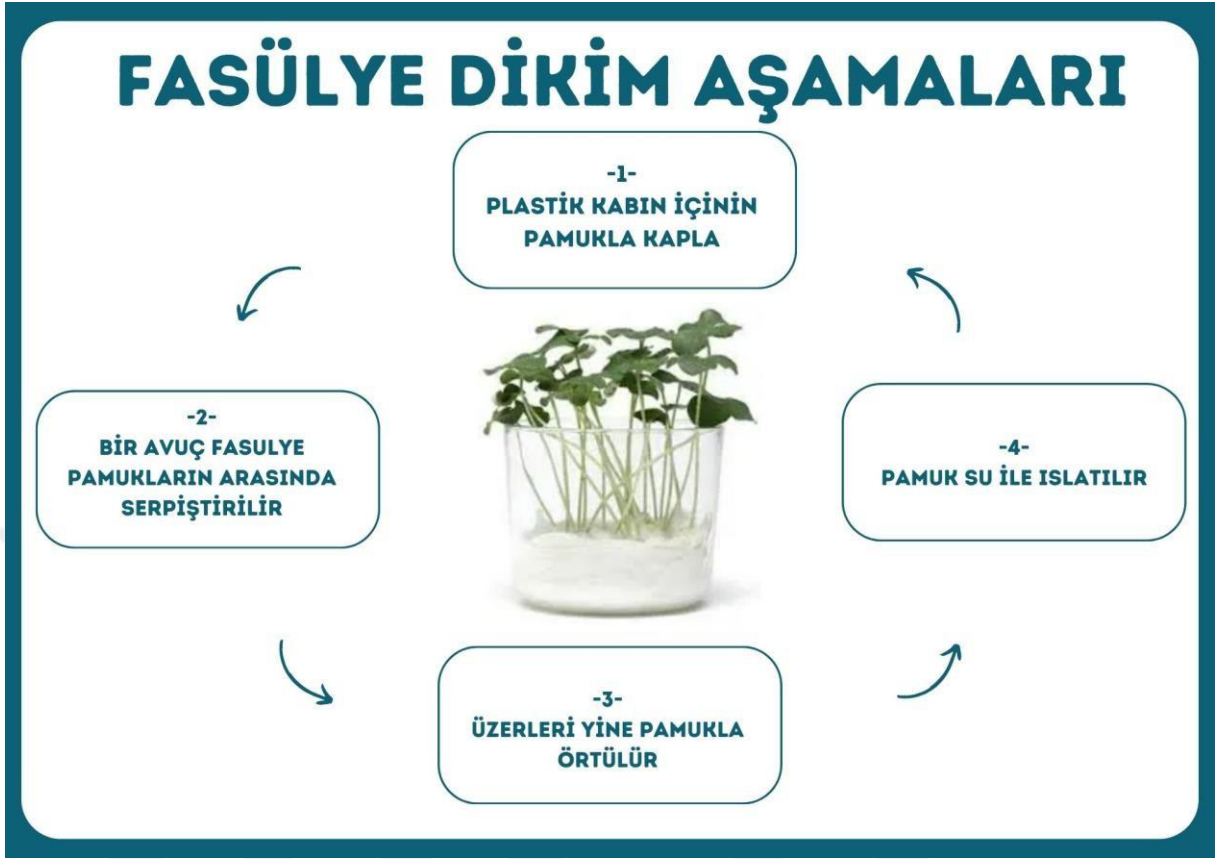 FASÜLYE DİKİM AŞAMALARI
-1-
PLASTİK KABIN İÇİNİN
PAMUKLA KAPLA
-2-
BİR AVUÇ FASULYE
PAMUKLARIN ARASINDA
SERPİŞTİRİLİR
-3-
ÜZERLERİ YİNE PAMUKLA
ÖRTÜLÜR
-4-
PAMUK SU İLE ISLATILIR